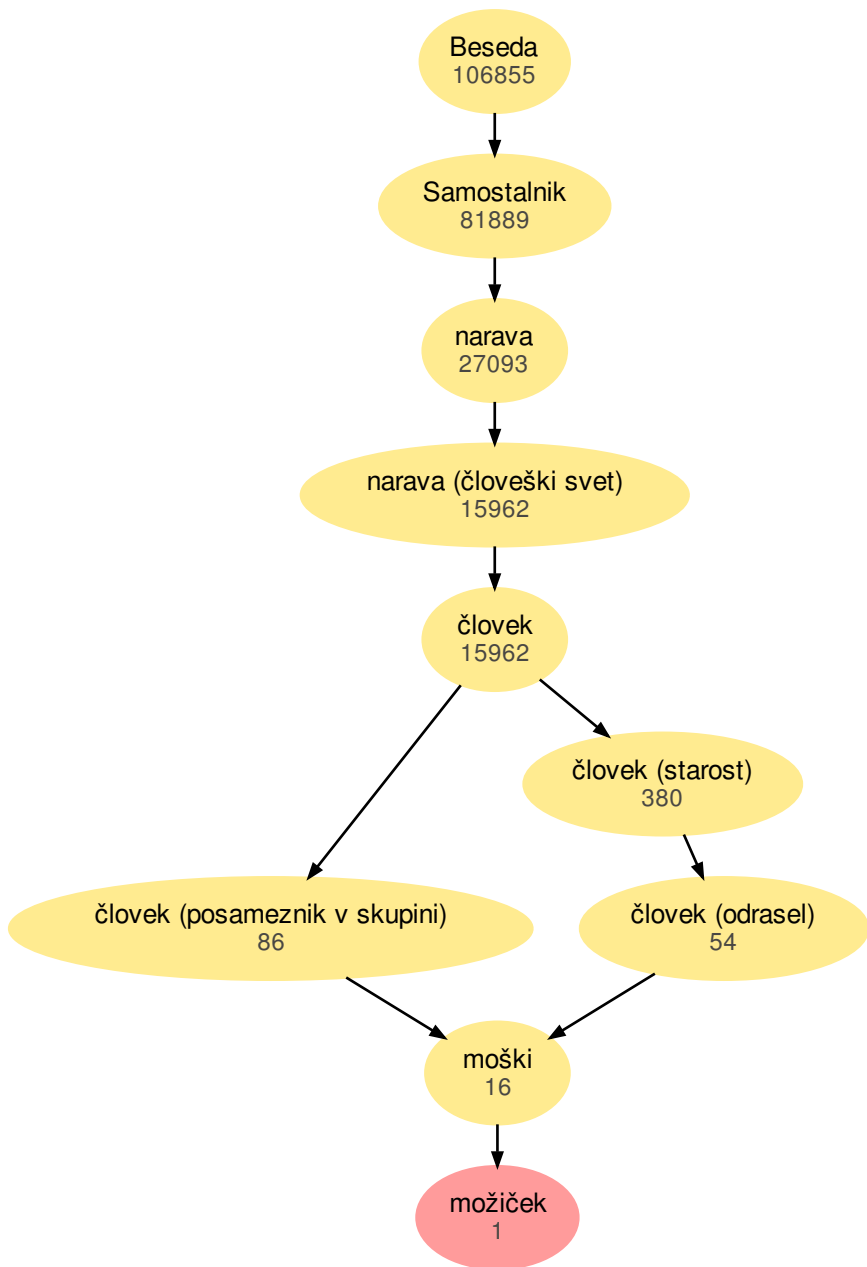 Beseda
106855
Samostalnik
81889
narava
27093
narava (človeški svet)
15962
človek
15962
človek (starost)
380
človek (posameznik v skupini)
86
človek (odrasel)
54
moški
16
možiček
1